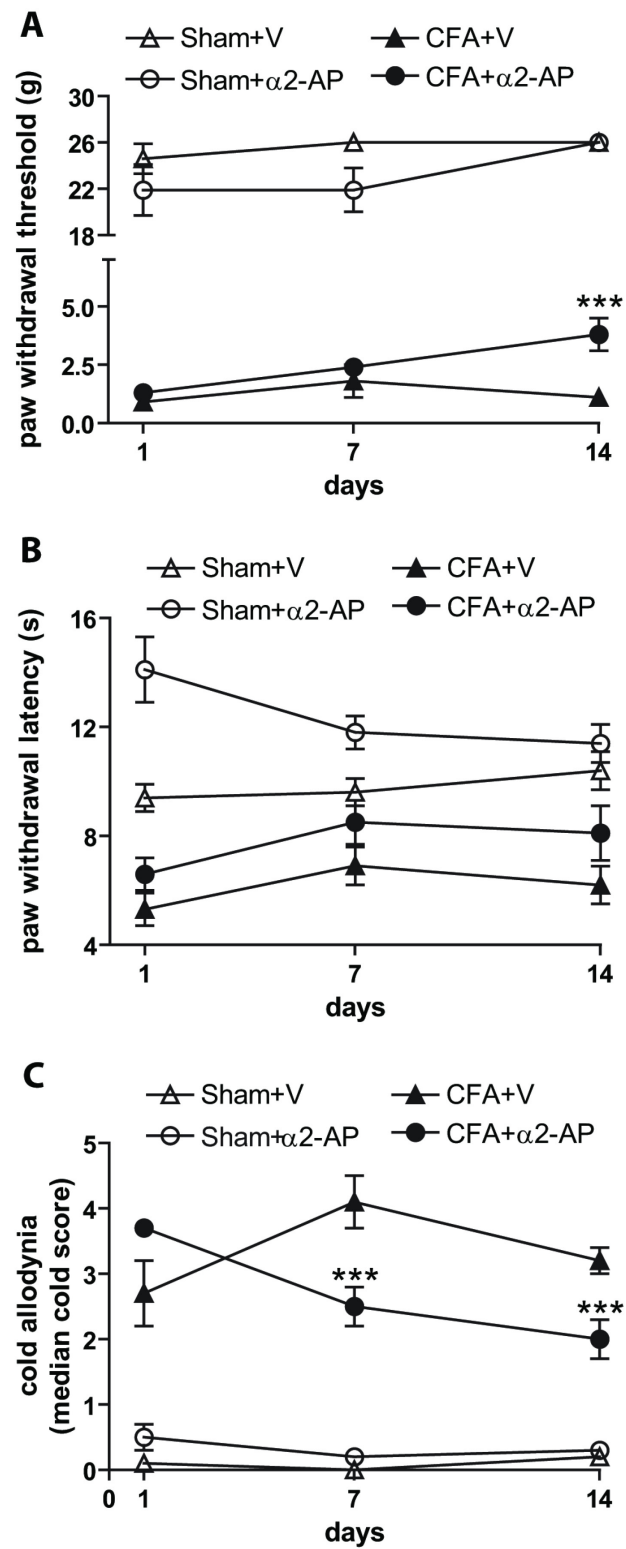 A
Sham+V CFA+V
Sham+α2-AP CFA+α2-AP
paw withdrawal threshold (g)
30
26
22
18
5.0
2.5
0.0
***
1 7 14
days
B
Sham+V CFA+V
Sham+α2-AP CFA+α2-AP
paw withdrawal latency (s)
16
12
8
4
1 7 14
days
C
Sham+V CFA+V
Sham+α2-AP CFA+α2-AP
cold allodynia
(median cold score)
5
4
3
2
1
0
***
***
0 1 7 14
days